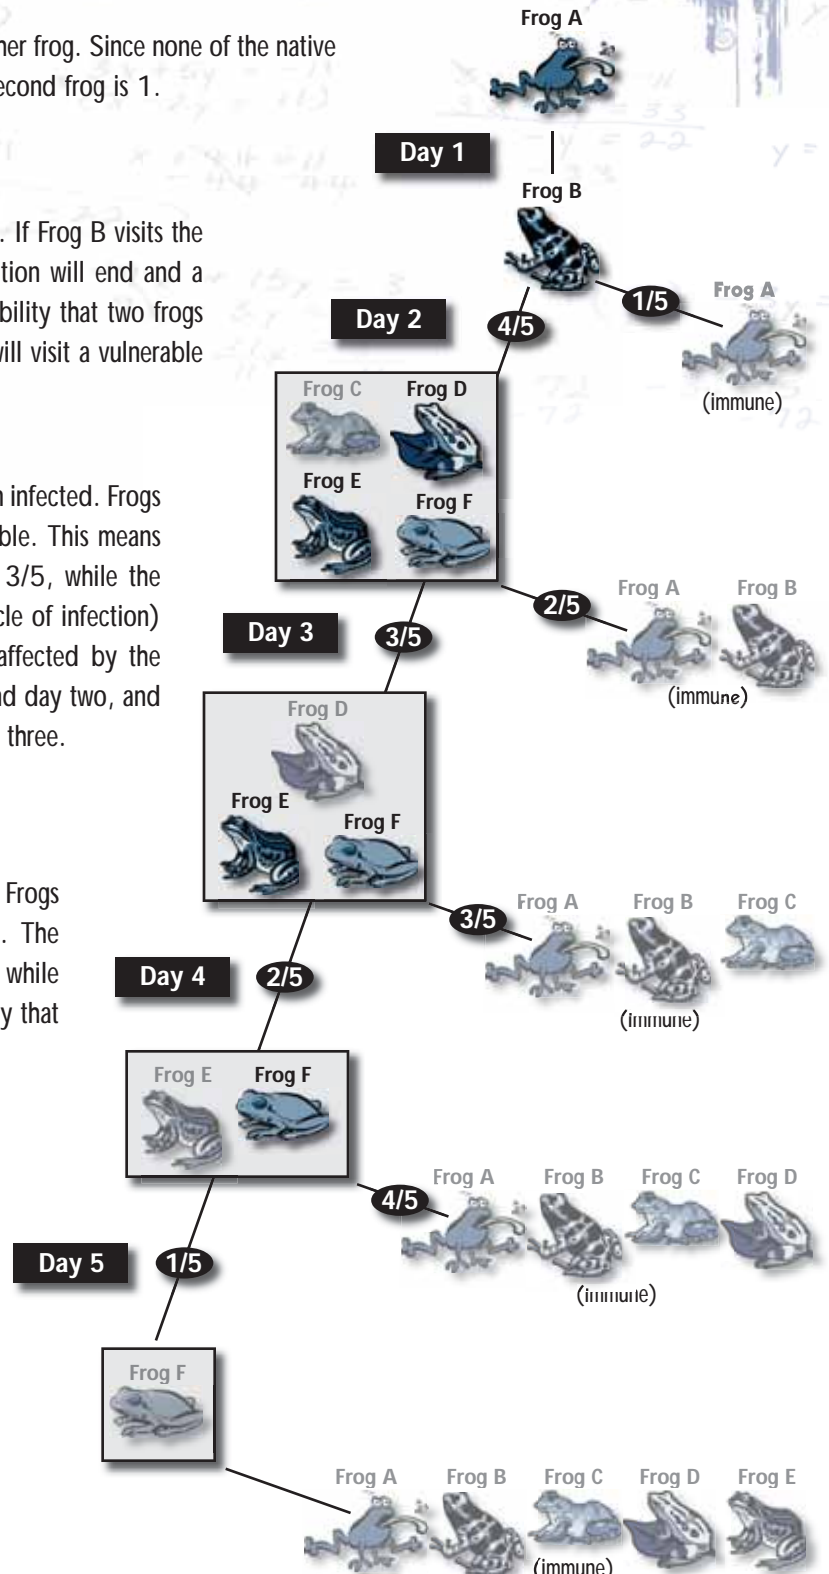 Frog A
ner frog. Since none of the native
econd frog is 1.
Day 1
Frog B
. If Frog B visits the
tion will end and a
bility that two frogs
vill visit a vulnerable
1/5
Frog A
(immune)
Day 2
4/5
Frog C
Frog D
Frog E
Frog F
n infected. Frogs
ble. This means
3/5, while the
cle of infection)
affected by the
nd day two, and
three.
2/5
Frog A
Frog B
(immune)
Day 3
3/5
Frog D
Frog E
Frog F
Frogs
. The
while
y that
3/5
Frog A
Frog B
Frog C
(immune)
Day 4
2/5
Frog E
Frog F
4/5
Frog A
Frog B
Frog C
Frog D
(immune)
Day 5
1/5
Frog F
Frog A
Frog B
Frog C
Frog D
Frog E
(immune)